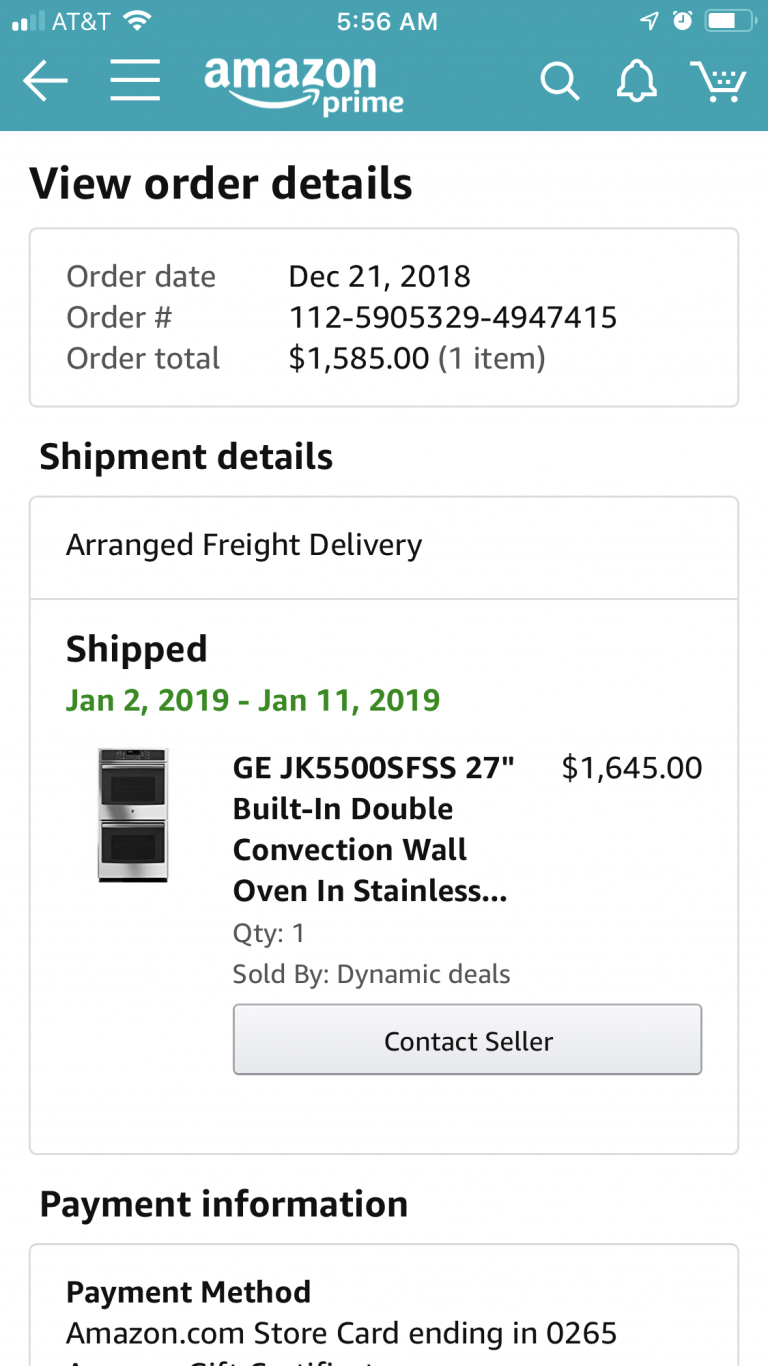 AT&T 5:56 AM
amazon
prime
View order details
Order date Dec 21, 2018
Order # 112-5905329-4947415
Order total $1,585.00 (1 item)
Shipment details
Arranged Freight Delivery
Shipped
Jan 2, 2019 - Jan 11, 2019
GE JK5500SFSS 27" $1,645.00
Built-In Double
Convection Wall
Oven In Stainless...
Qty: 1
Sold By: Dynamic deals
Contact Seller
Payment information
Payment Method
Amazon.com Store Card ending in 0265